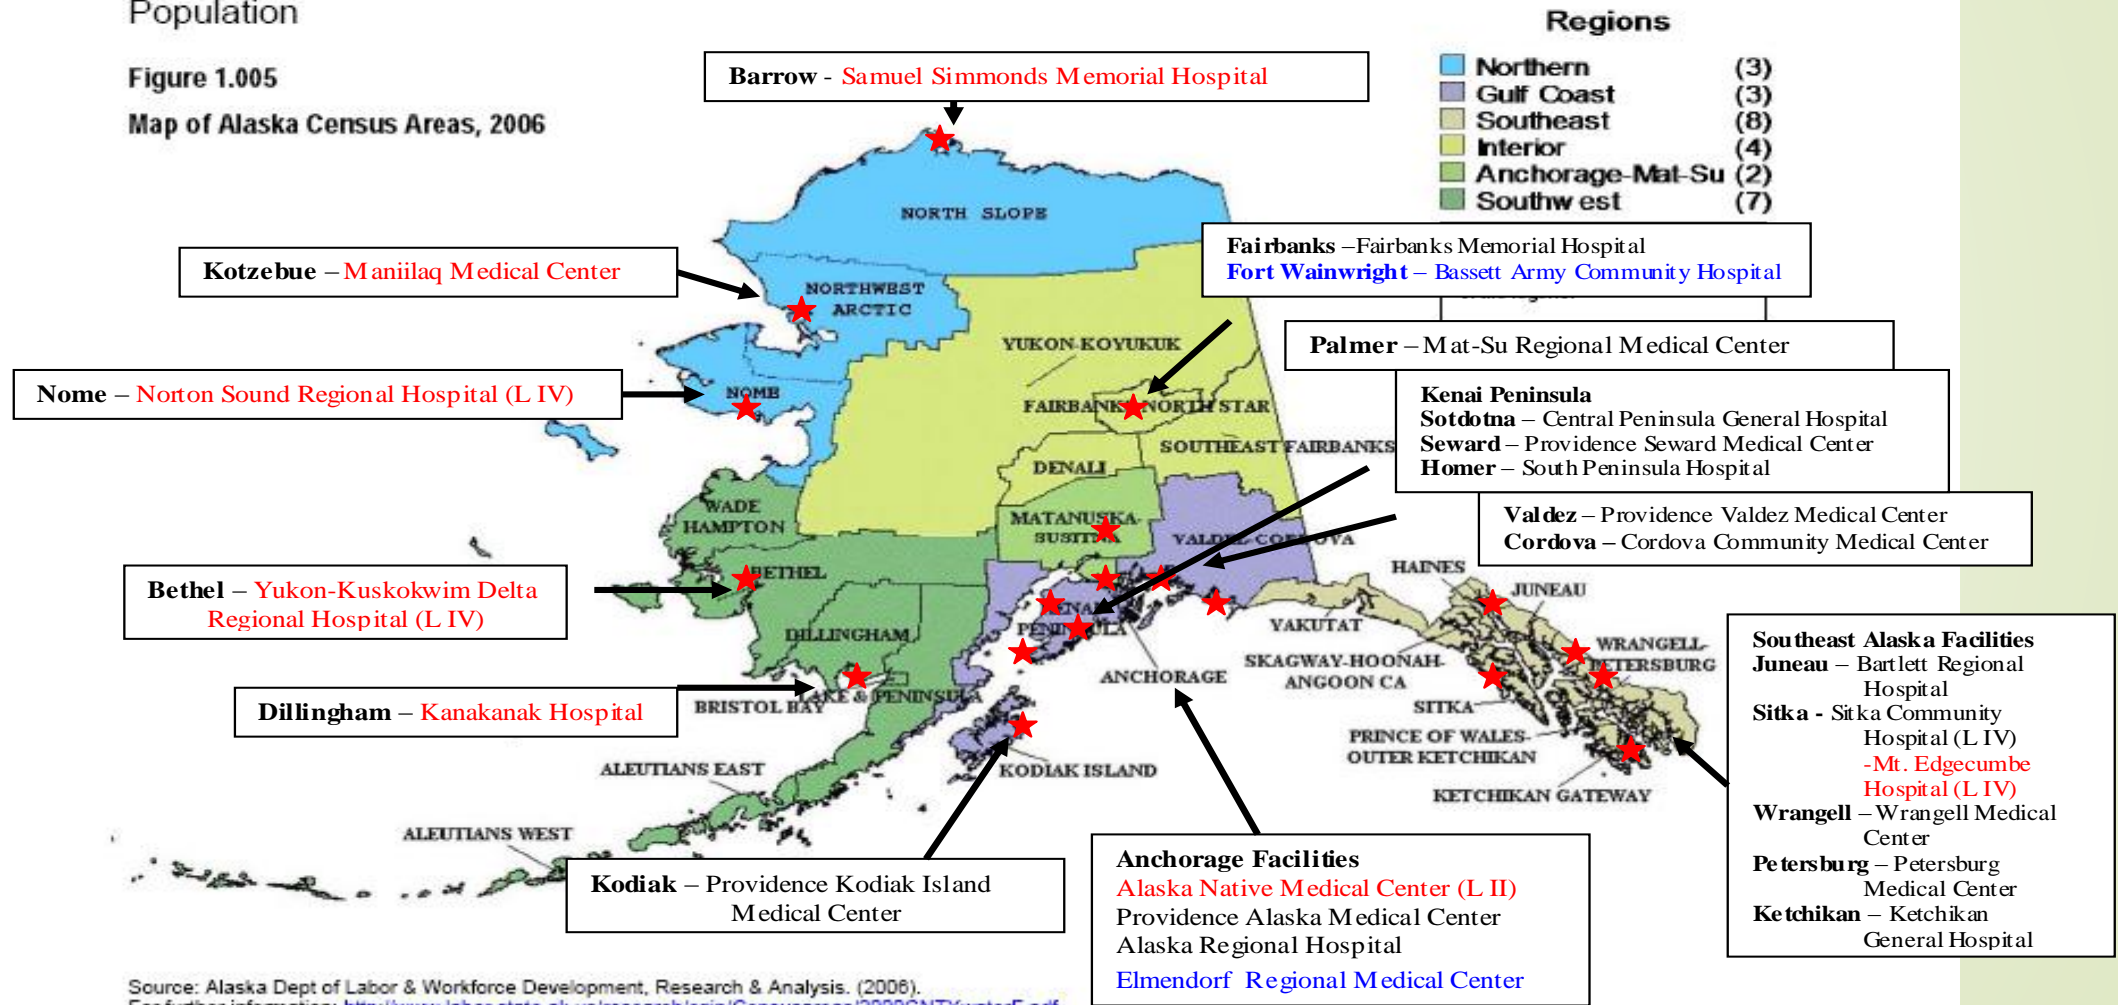 Population
Figure 1.005
Map of Alaska Census Areas, 2006
Regions
Northern (3)
Gulf Coast (3)
Southeast (8)
Interior (4)
Anchorage-Mat-Su (2)
Southwest (7)
Barrow - Samuel Simmonds Memorial Hospital
Kotzebue – Maniilaq Medical Center
Nome – Norton Sound Regional Hospital (L IV)
Bethel – Yukon-Kuskokwim Delta
Regional Hospital (L IV)
Dillingham – Kanakanak Hospital
Fairbanks – Fairbanks Memorial Hospital
Fort Wainwright – Bassett Army Community Hospital
Palmer – Mat-Su Regional Medical Center
Kenai Peninsula
Sotdotna – Central Peninsula General Hospital
Seward – Providence Seward Medical Center
Homer – South Peninsula Hospital
Valdez – Providence Valdez Medical Center
Cordova – Cordova Community Medical Center
NORTH SLOPE
NORTHWEST
ARCTIC
NOME
YUKON-KOYUKUK
FAIRBANKS NORTH STAR
SOUTHEAST FAIRBANKS
DENALI
WADE
HAMPTON
MATANUSKA-
SUSITNA
VALDEZ-CORDOVA
BETHEL
DILLINGHAM
KENAI
PENINSULA
ANCHORAGE
LAKE & PENINSULA
BRISTOL BAY
KODIAK ISLAND
ALEUTIANS EAST
ALEUTIANS WEST
HAINES
JUNEAU
YAKUTAT
SKAGWAY-HOONAH-
ANGOON CA
WRANGELL-
PETERSBURG
SITKA
PRINCE OF WALES-
OUTER KETCHIKAN
KETCHIKAN GATEWAY
Southeast Alaska Facilities
Juneau – Bartlett Regional
Hospital
Sitka - Sitka Community
Hospital (L IV)
-Mt. Edgecumbe
Hospital (L IV)
Wrangell – Wrangell Medical
Center
Petersburg – Petersburg
Medical Center
Ketchikan – Ketchikan
General Hospital
Kodiak – Providence Kodiak Island
Medical Center
Anchorage Facilities
Alaska Native Medical Center (L II)
Providence Alaska Medical Center
Alaska Regional Hospital
Elmendorf Regional Medical Center
Source: Alaska Dept of Labor & Workforce Development, Research & Analysis. (2006).